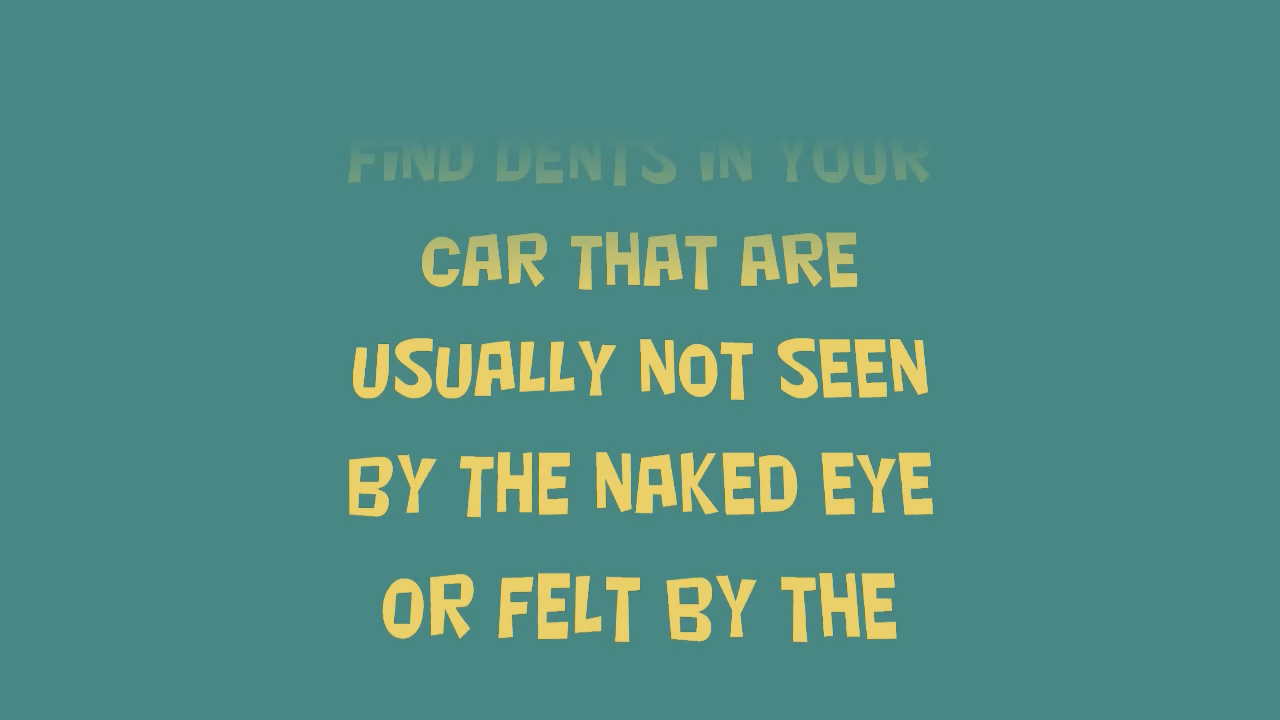 FIND DENTS IN YOUR
CAR THAT ARE
USUALLY NOT SEEN
BY THE NAKED EYE
OR FELT BY THE